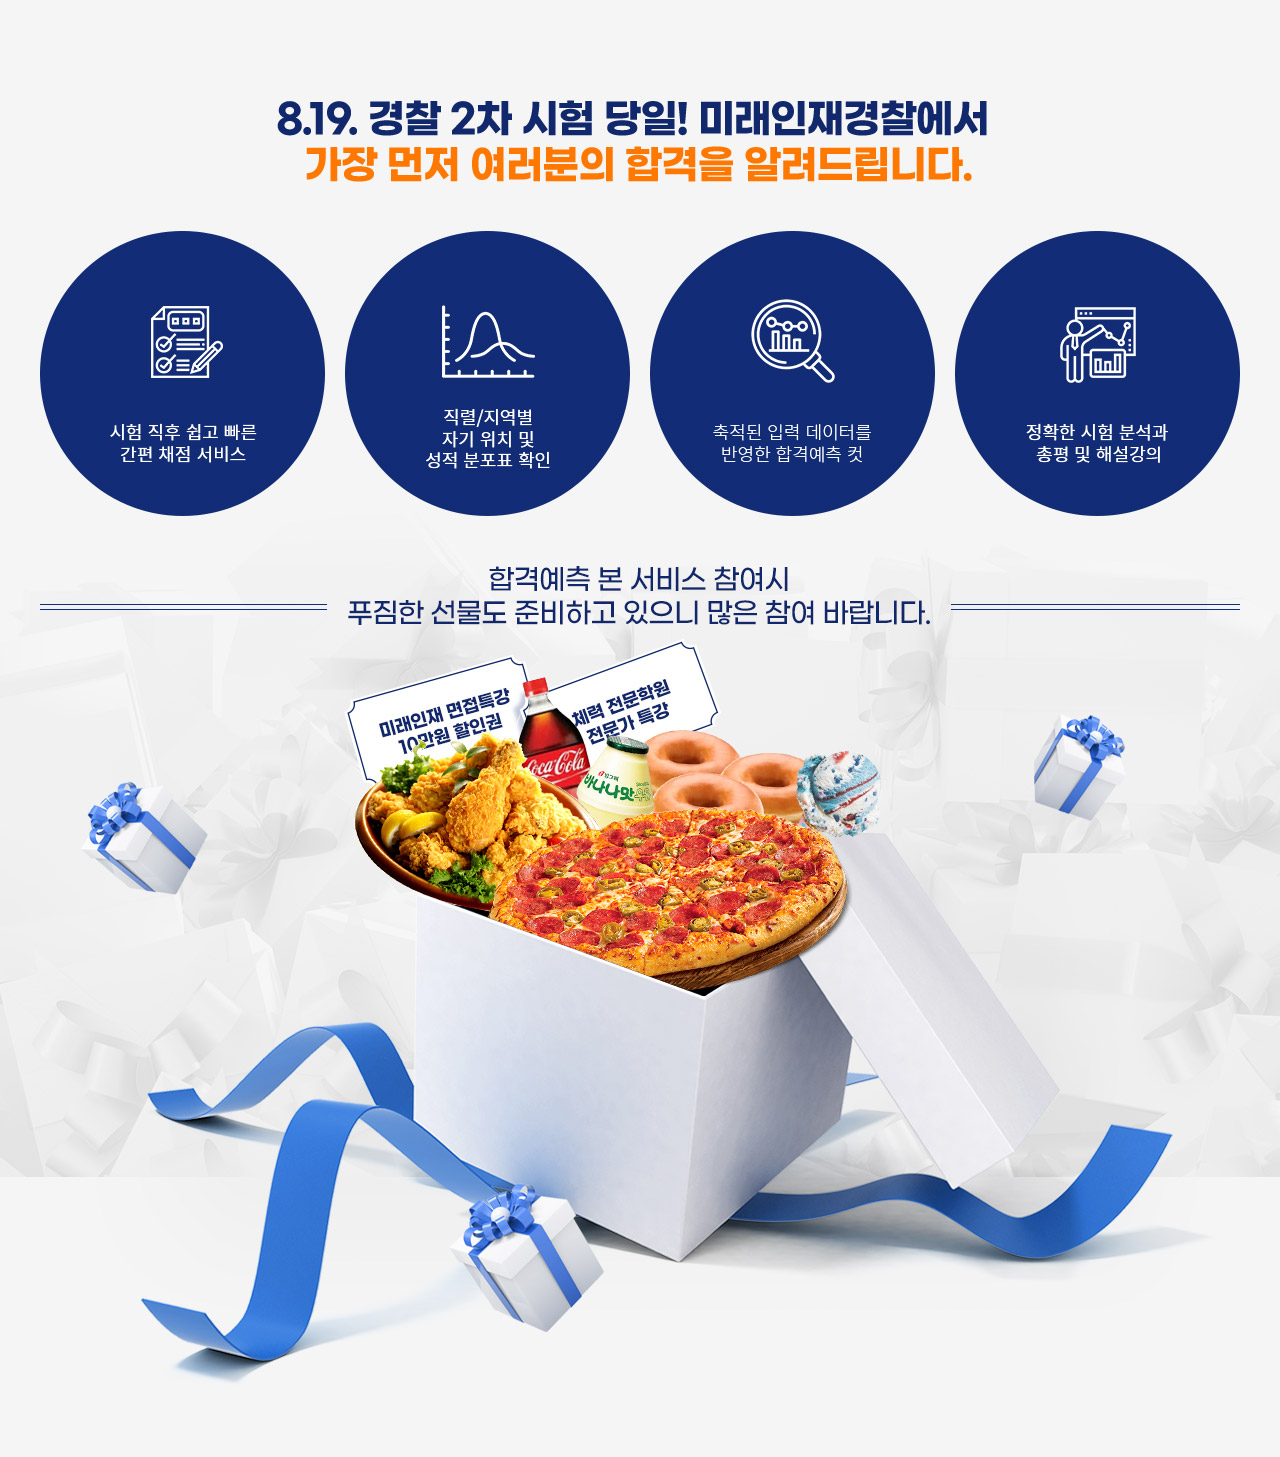 8.19. 경찰 2차 시험 당일! 미래인재경찰에서
가장 먼저 여러분의 합격을 알려드립니다.
시험 직후 쉽고 빠른
간편 채점 서비스
직렬/지역별
자기 위치 및
성적 분포표 확인
축적된 입력 데이터를
반영한 합격예측 컷
정확한 시험 분석과
총평 및 해설강의
합격예측 본 서비스 참여시
푸짐한 선물도 준비하고 있으니 많은 참여 바랍니다.
미래인재 면접특강
10만원 할인권
체력 전문학원
전문가 특강
Coca-Cola
빙그레
바나나맛
우유